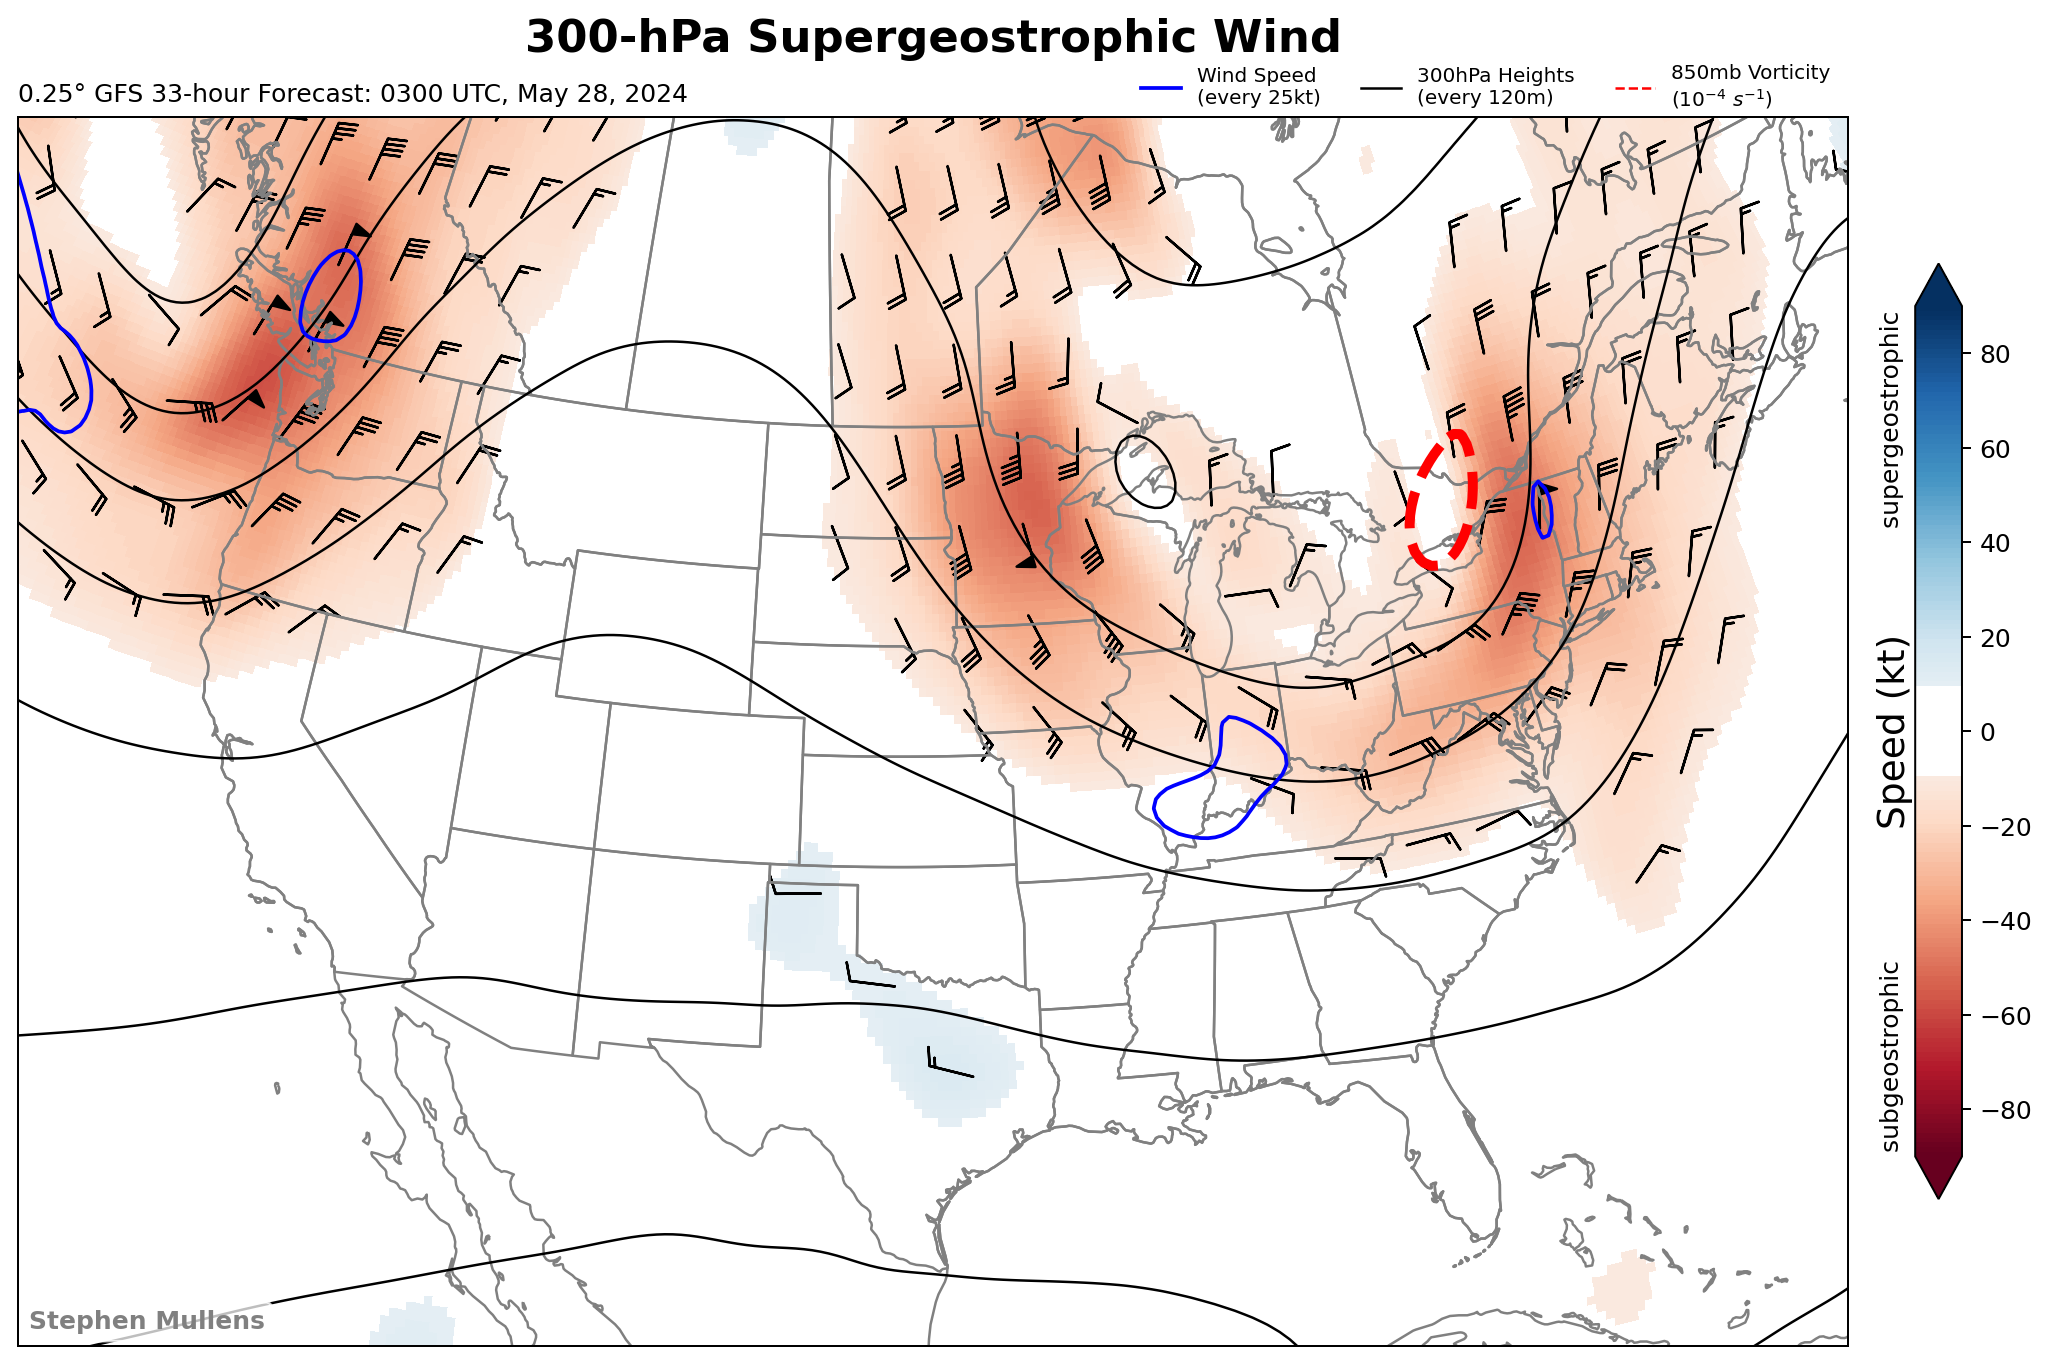 300-hPa Supergeostrophic Wind
0.25° GFS 33-hour Forecast: 0300 UTC, May 28, 2024
Wind Speed
(every 25kt)
300hPa Heights
(every 120m)
850mb Vorticity
(10⁻⁴ s⁻¹)
supergeostrophic
Speed (kt)
subgeostrophic
80
60
40
20
0
−20
−40
−60
−80
Stephen Mullens